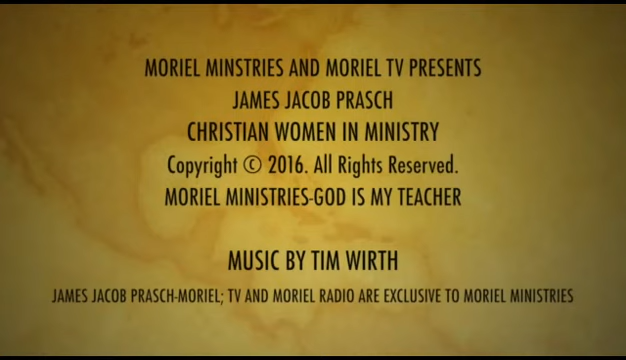 MORIEL MINSTRIES AND MORIEL TV PRESENTS
JAMES JACOB PRASCH
CHRISTIAN WOMEN IN MINISTRY
Copyright © 2016. All Rights Reserved.
MORIEL MINISTRIES-GOD IS MY TEACHER
MUSIC BY TIM WIRTH
JAMES JACOB PRASCH-MORIEL; TV AND MORIEL RADIO ARE EXCLUSIVE TO MORIEL MINISTRIES